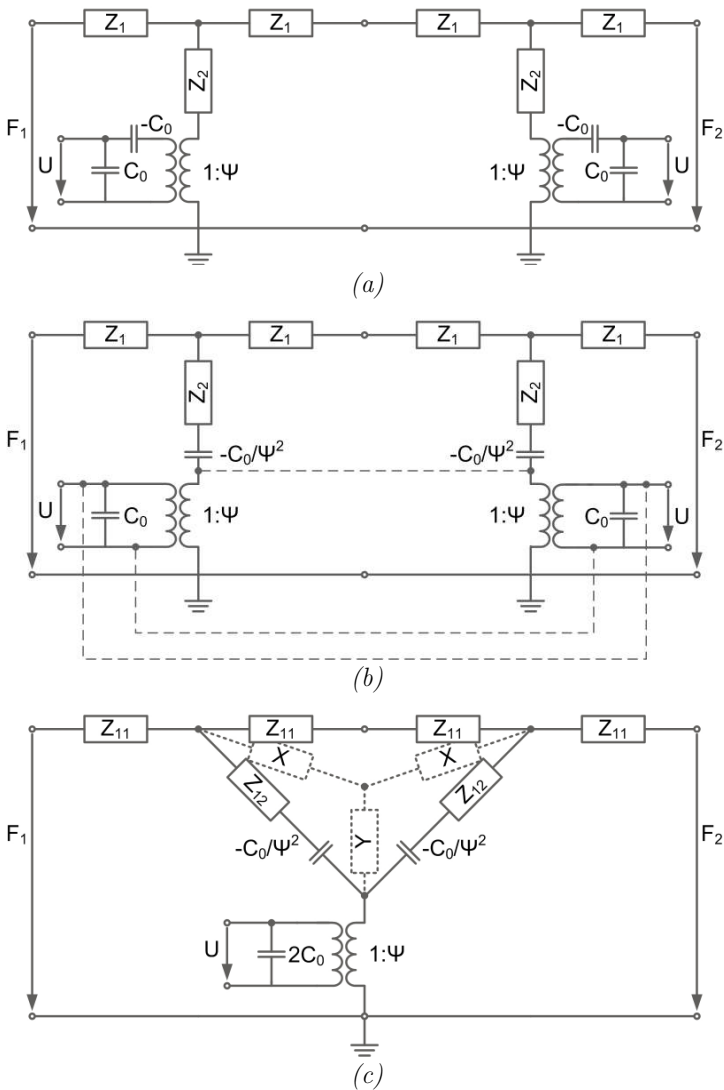 Z₁ Z₁ Z₁ Z₁
Z₂ Z₂
F₁ -C₀ -C₀ F₂
U C₀ 1:Ψ 1:Ψ C₀ U
(a)
Z₁ Z₁ Z₁ Z₁
Z₂ Z₂
F₁ -C₀/Ψ² -C₀/Ψ² F₂
U C₀ 1:Ψ 1:Ψ C₀ U
(b)
Z₁₁ Z₁₁ Z₁₁ Z₁₁
X X
Z₁₂ Z₁₂
F₁ -C₀/Ψ² Y -C₀/Ψ² F₂
U 2C₀ 1:Ψ
(c)